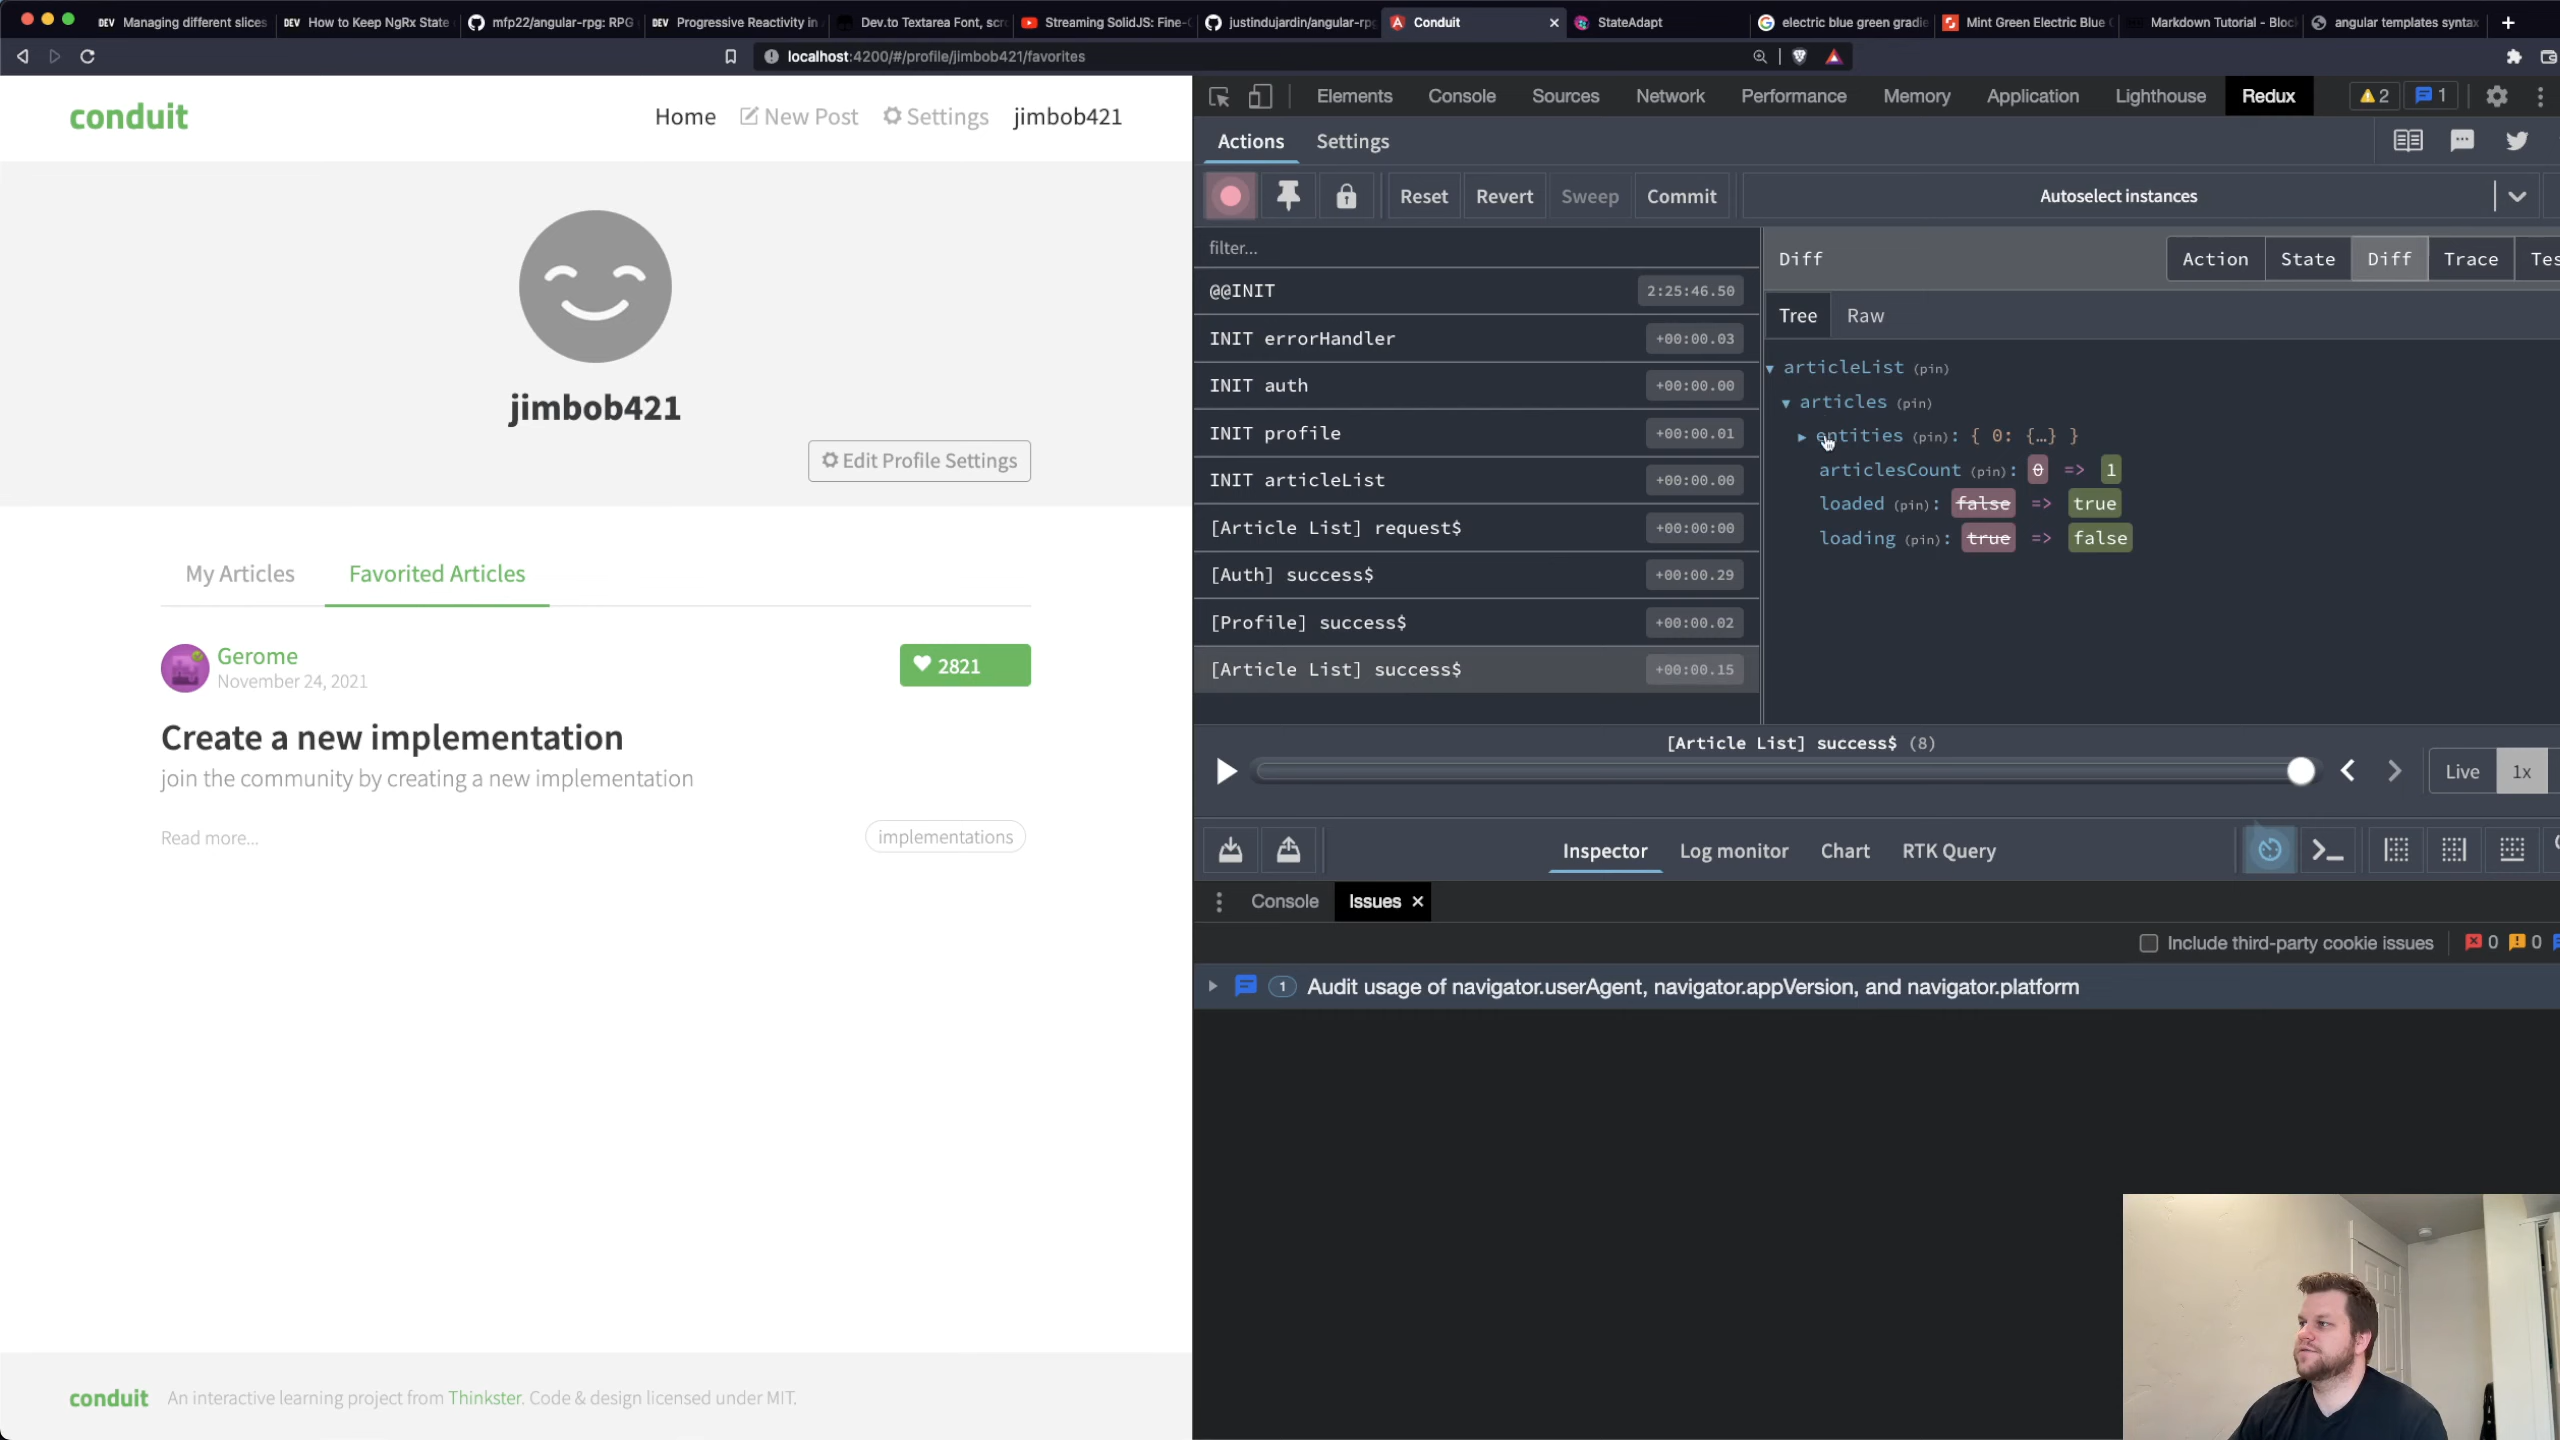 DEV Managing different slices
DEV How to Keep NgRx State
mfp22/angular-rpg: RPG
DEV Progressive Reactivity in
Dev.to Textarea Font, scr
Streaming SolidJS: Fine-
justindujardin/angular-rp
Conduit
StateAdapt
electric blue green gradie
Mint Green Electric Blue
Markdown Tutorial - Bloc
angular templates syntax
localhost:4200/#/profile/jimbob421/favorites
conduit
Home
New Post
Settings
jimbob421
jimbob421
Edit Profile Settings
My Articles
Favorited Articles
Gerome
November 24, 2021
2821
Create a new implementation
join the community by creating a new implementation
Read more...
implementations
conduit An interactive learning project from Thinkster. Code & design licensed under MIT.
Elements Console Sources Network Performance Memory Application Lighthouse Redux 2 1
Actions Settings
Reset Revert Sweep Commit Autoselect instances
filter...
@@INIT 2:25:46.50
INIT errorHandler +00:00.03
INIT auth +00:00.00
INIT profile +00:00.01
INIT articleList +00:00.00
[Article List] request$ +00:00:00
[Auth] success$ +00:00.29
[Profile] success$ +00:00.02
[Article List] success$ +00:00.15
Diff Action State Diff Trace Tes
Tree Raw
articleList (pin)
articles (pin)
entities (pin): { 0: {…} }
articlesCount (pin): 0 => 1
loaded (pin): false => true
loading (pin): true => false
[Article List] success$ (8)
Live 1x
Inspector Log monitor Chart RTK Query
Console Issues
Include third-party cookie issues 0 0
1 Audit usage of navigator.userAgent, navigator.appVersion, and navigator.platform